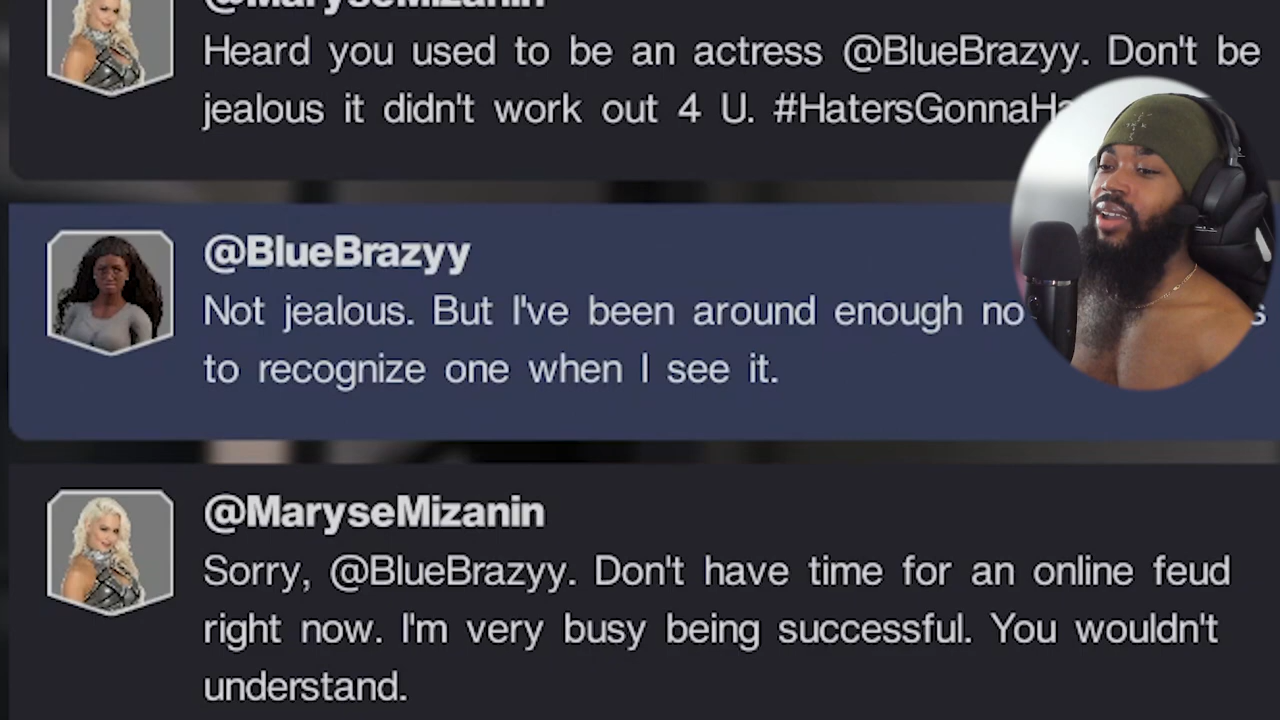 @MaryseMizanin
Heard you used to be an actress @BlueBrazyy. Don't be
jealous it didn't work out 4 U.
@BlueBrazyy
Not jealous. But I've been around enough
to recognize one when I see it.
@MaryseMizanin
Sorry, @BlueBrazyy. Don't have time for an online feud
right now. I'm very busy being successful. You wouldn't
understand.